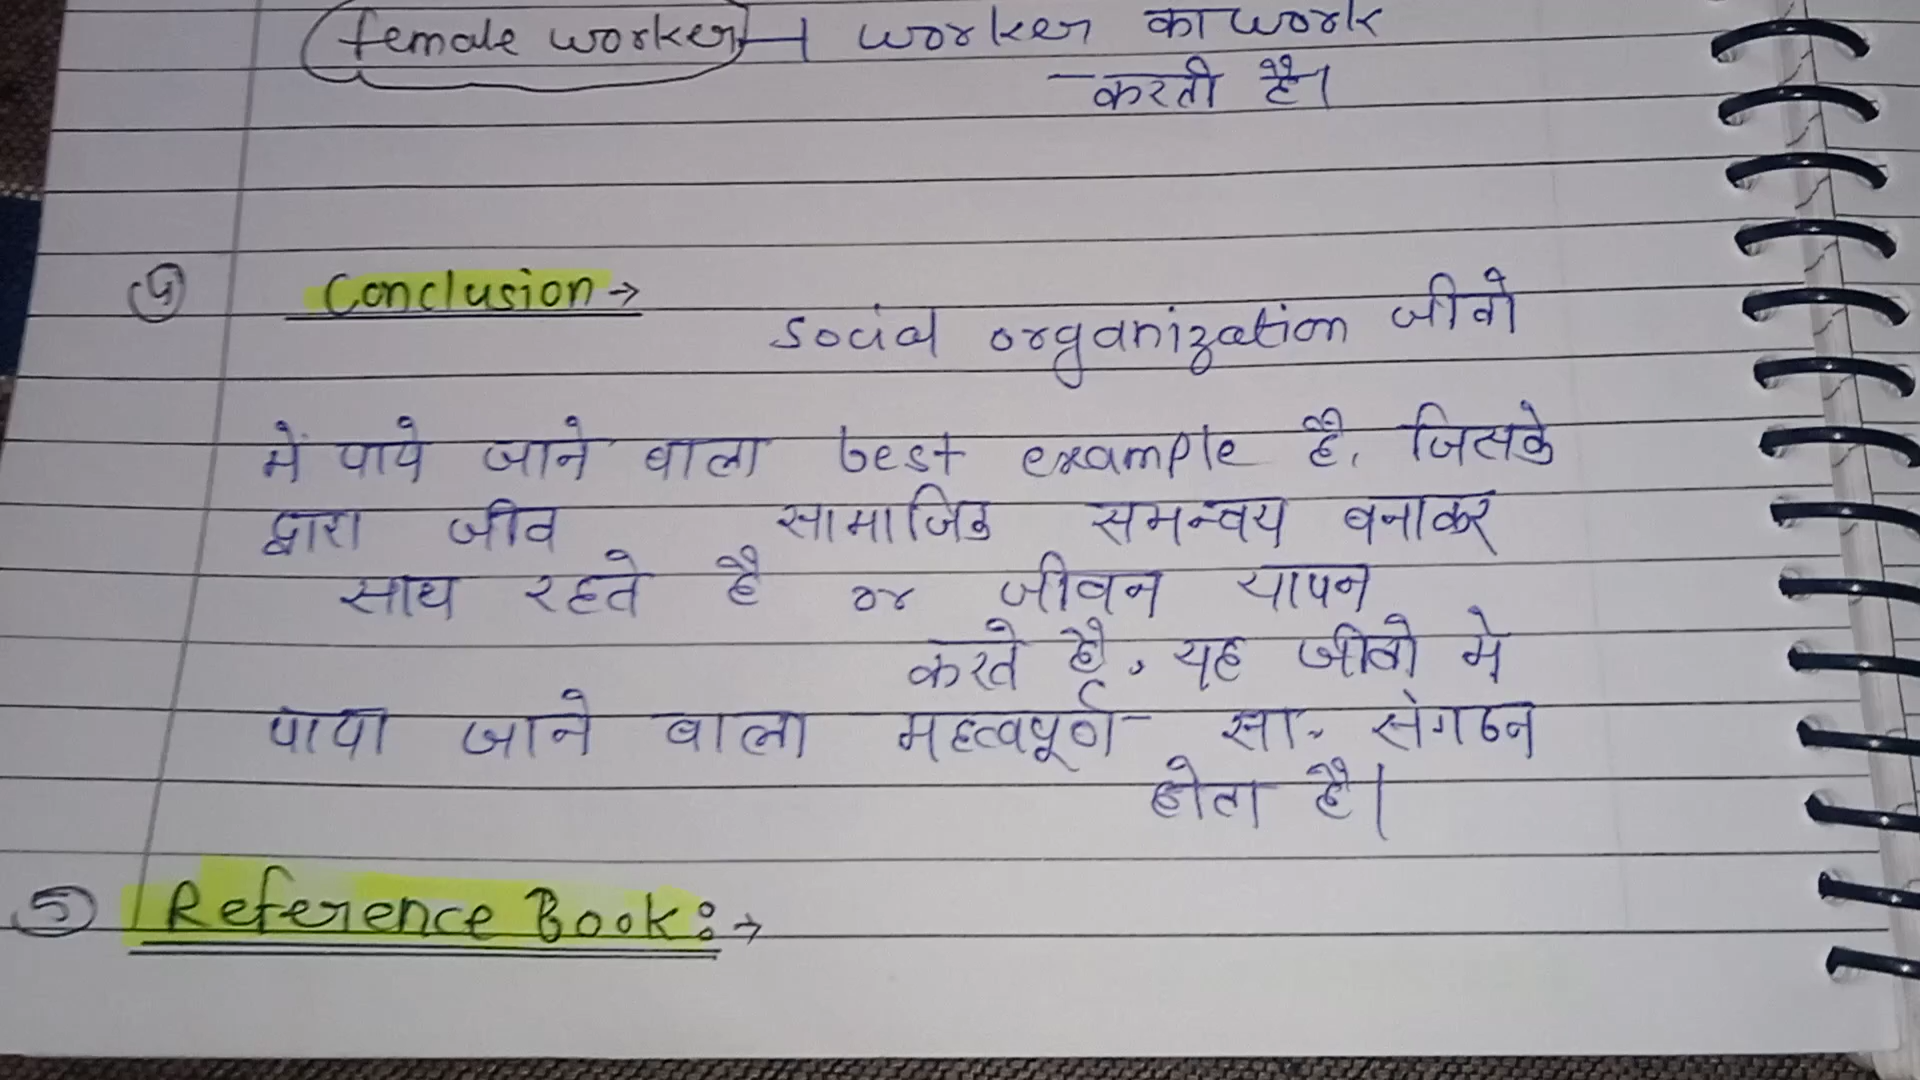 female worker → worker का work
करती है।
④ Conclusion →
social organization जीवो
में पाये जाने वाला best example है, जिसके
द्वारा जीव सामाजिक समन्वय बनाकर
साथ रहते है or जीवन यापन
करते है, यह जीवो मे
पाया जाने वाला महत्वपूर्ण सा. संगठन
होता है।
⑤ Reference Book: →